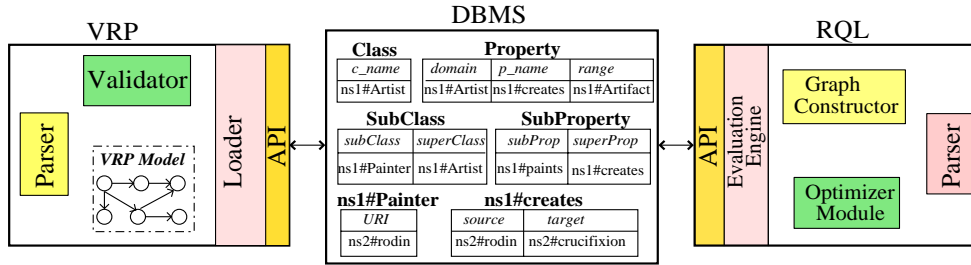 VRP
Validator
Parser
VRP Model
Loader
API
DBMS
Class
c_name
ns1#Artist
Property
domain p_name range
ns1#Artist ns1#creates ns1#Artifact
SubClass
subClass superClass
ns1#Painter ns1#Artist
SubProperty
subProp superProp
ns1#paints ns1#creates
ns1#Painter
URI
ns2#rodin
ns1#creates
source target
ns2#rodin ns2#crucifixion
RQL
API
Evaluation
Engine
Graph
Constructor
Optimizer
Module
Parser